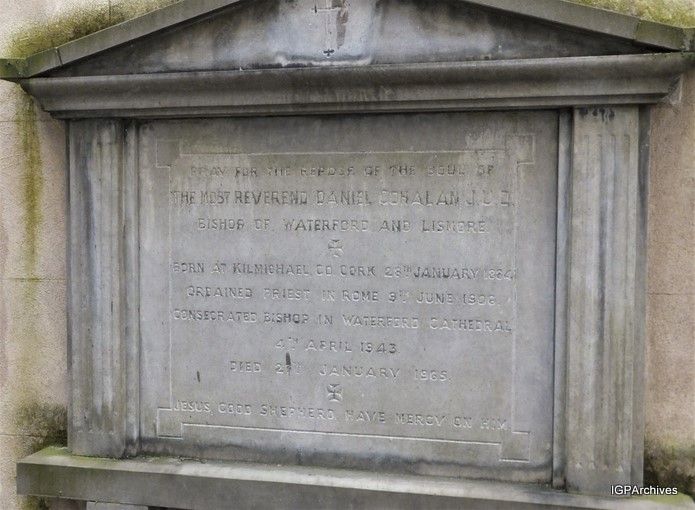 PRAY FOR THE REPOSE OF THE SOUL OF
THE MOST REVEREND DANIEL COHALAN J.U.D.
BISHOP OF WATERFORD AND LISMORE
BORN AT KILMICHAEL, CO. CORK 28TH JANUARY 1884
ORDAINED PRIEST IN ROME JUNE 1906
CONSECRATED BISHOP IN WATERFORD CATHEDRAL
4TH APRIL 1943
DIED JANUARY 1965
JESUS, GOOD SHEPHERD, HAVE MERCY ON HIM
IGPArchives